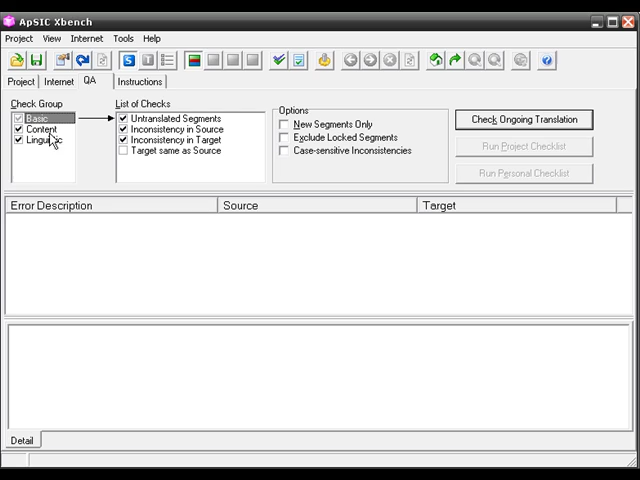 ApSIC Xbench
Project View Internet Tools Help
Project Internet QA Instructions
Check Group
Basic
Content
List of Checks
Untranslated Segments
Inconsistency in Source
Inconsistency in Target
Target same as Source
Options
New Segments Only
Exclude Locked Segments
Case-sensitive Inconsistencies
Check Ongoing Translation
Run Project Checklist
Run Personal Checklist
Error Description Source Target
Detail